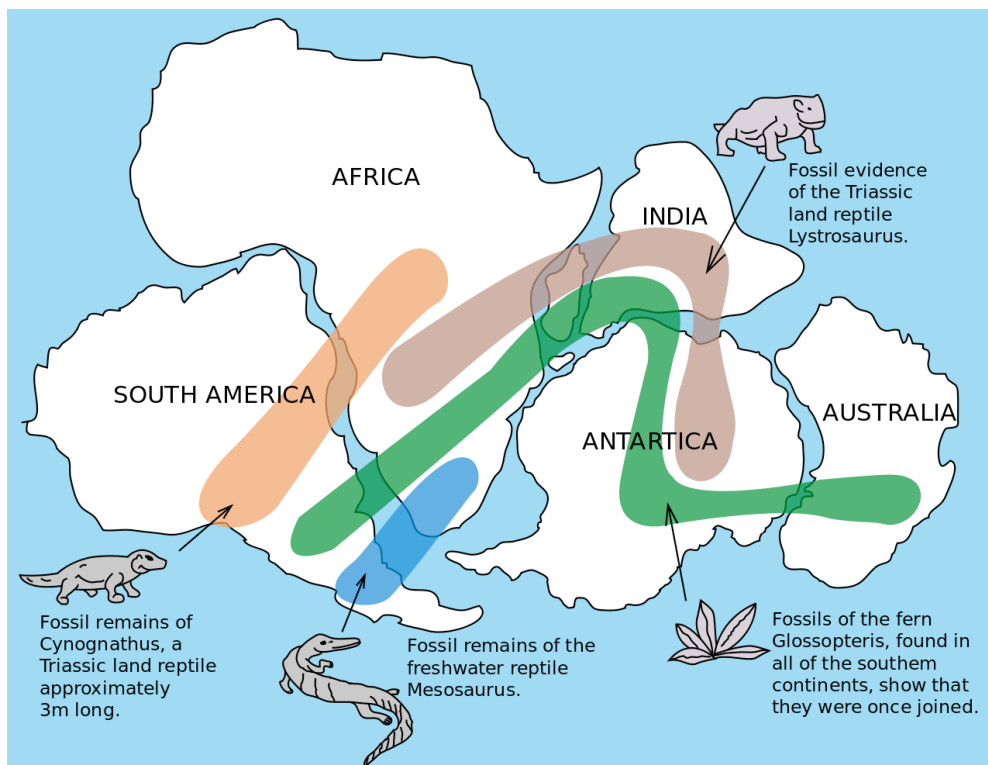 AFRICA
INDIA
Fossil evidence
of the Triassic
land reptile
Lystrosaurus.
SOUTH AMERICA
ANTARTICA
AUSTRALIA
Fossil remains of
Cynognathus, a
Triassic land reptile
approximately
3m long.
Fossil remains of the
freshwater reptile
Mesosaurus.
Fossils of the fern
Glossopteris, found in
all of the southem
continents, show that
they were once joined.